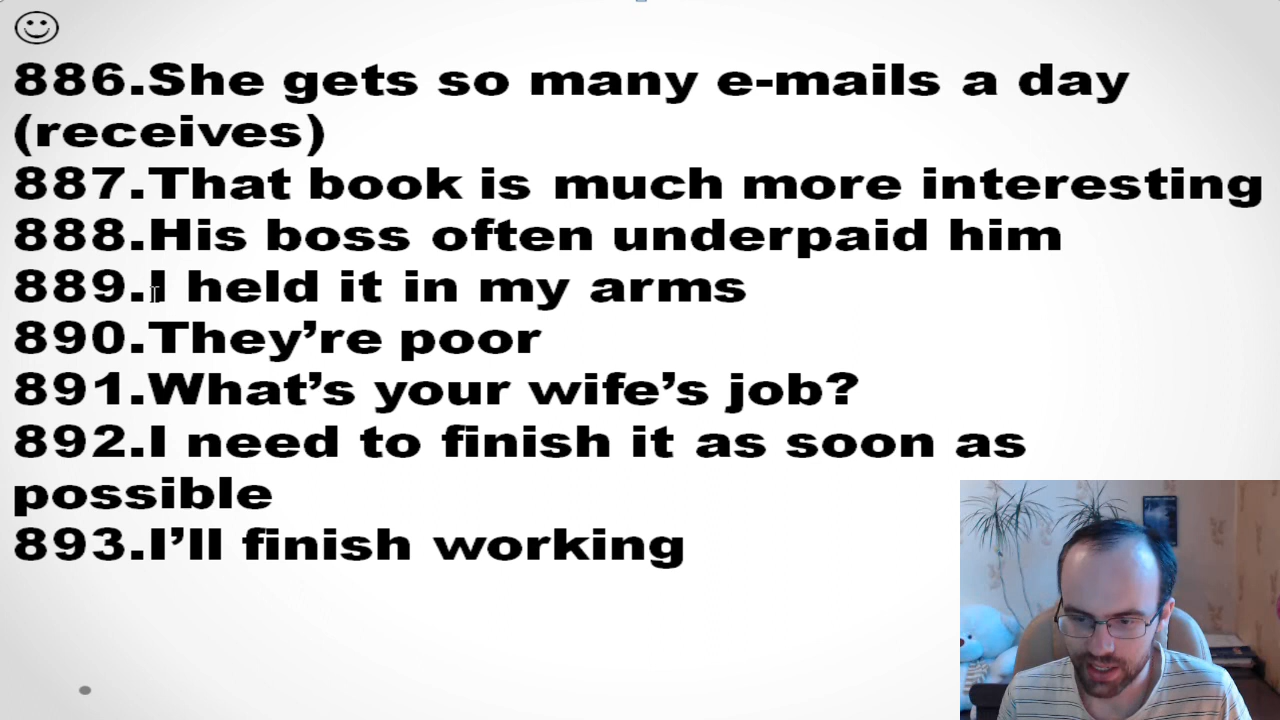 886.She gets so many e-mails a day
(receives)
887.That book is much more interesting
888.His boss often underpaid him
889.I held it in my arms
890.They’re poor
891.What’s your wife’s job?
892.I need to finish it as soon as
possible
893.I’ll finish working